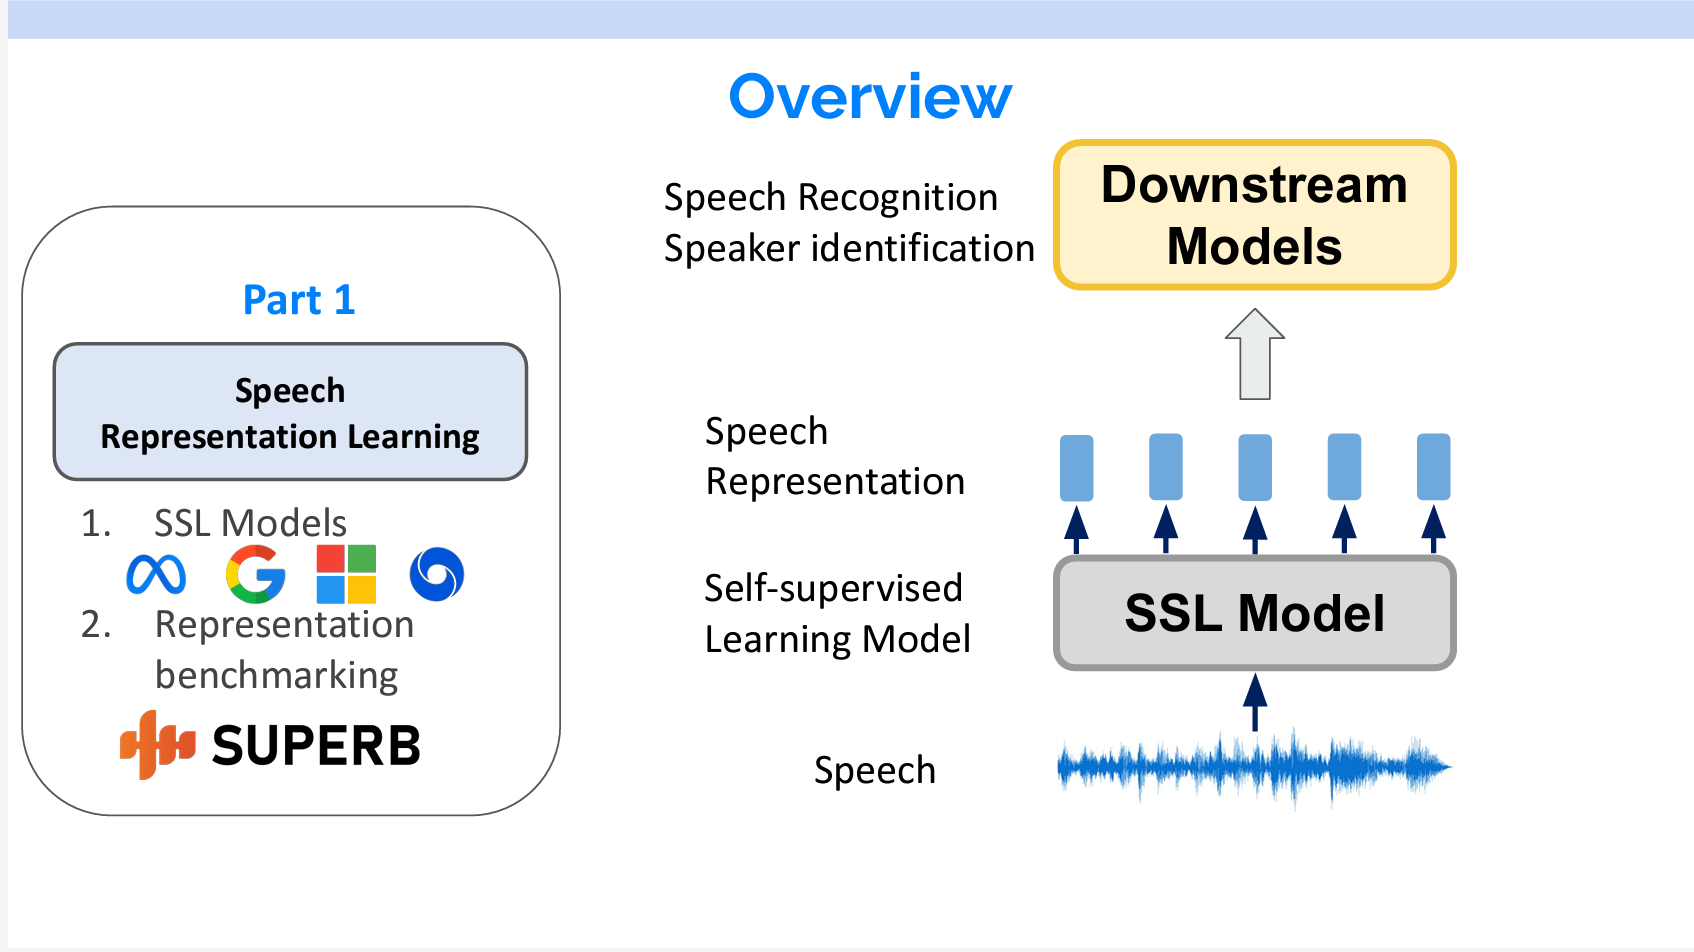 Overview
Part 1
Speech
Representation Learning
1. SSL Models
2. Representation
benchmarking
SUPERB
Speech Recognition
Speaker identification
Downstream
Models
Speech
Representation
Self-supervised
Learning Model
SSL Model
Speech